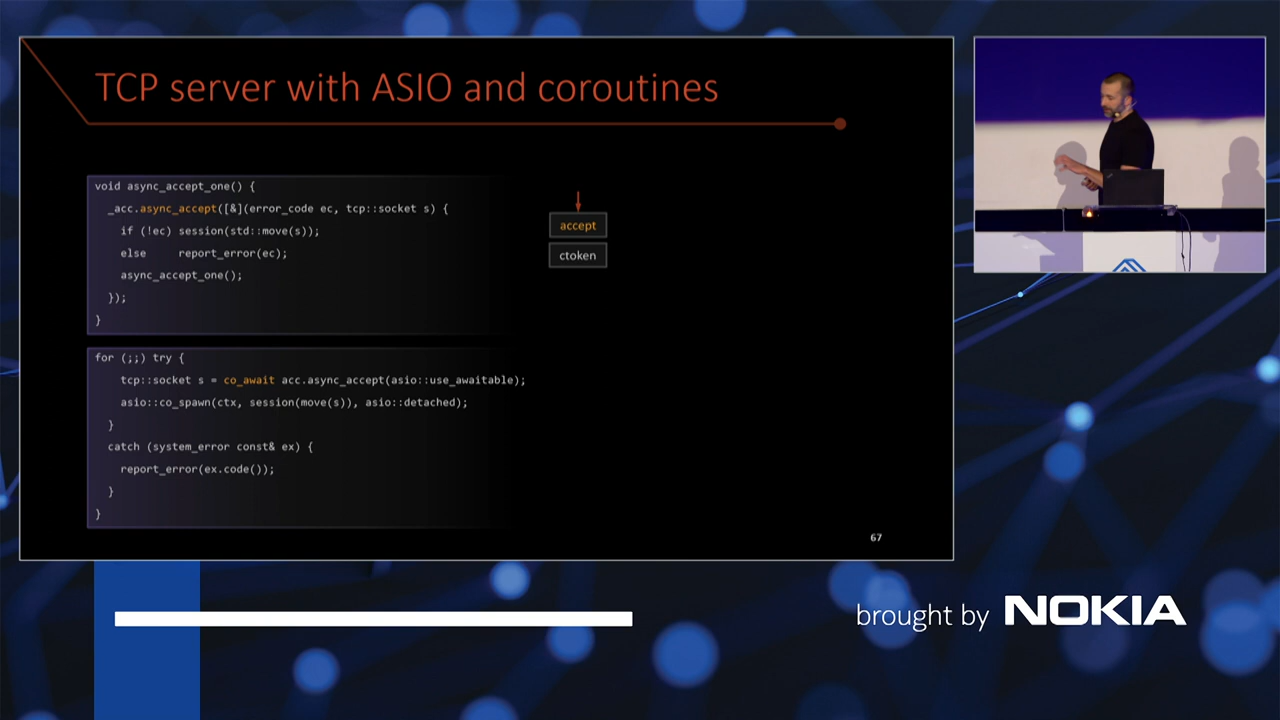 TCP server with ASIO and coroutines
void async_accept_one() {
_acc.async_accept([&](error_code ec, tcp::socket s) {
if (!ec) session(std::move(s));
else report_error(ec);
async_accept_one();
});
}
accept
ctoken
for (;;) try {
tcp::socket s = co_await acc.async_accept(asio::use_awaitable);
asio::co_spawn(ctx, session(move(s)), asio::detached);
}
catch (system_error const& ex) {
report_error(ex.code());
}
}
67
brought by NOKIA